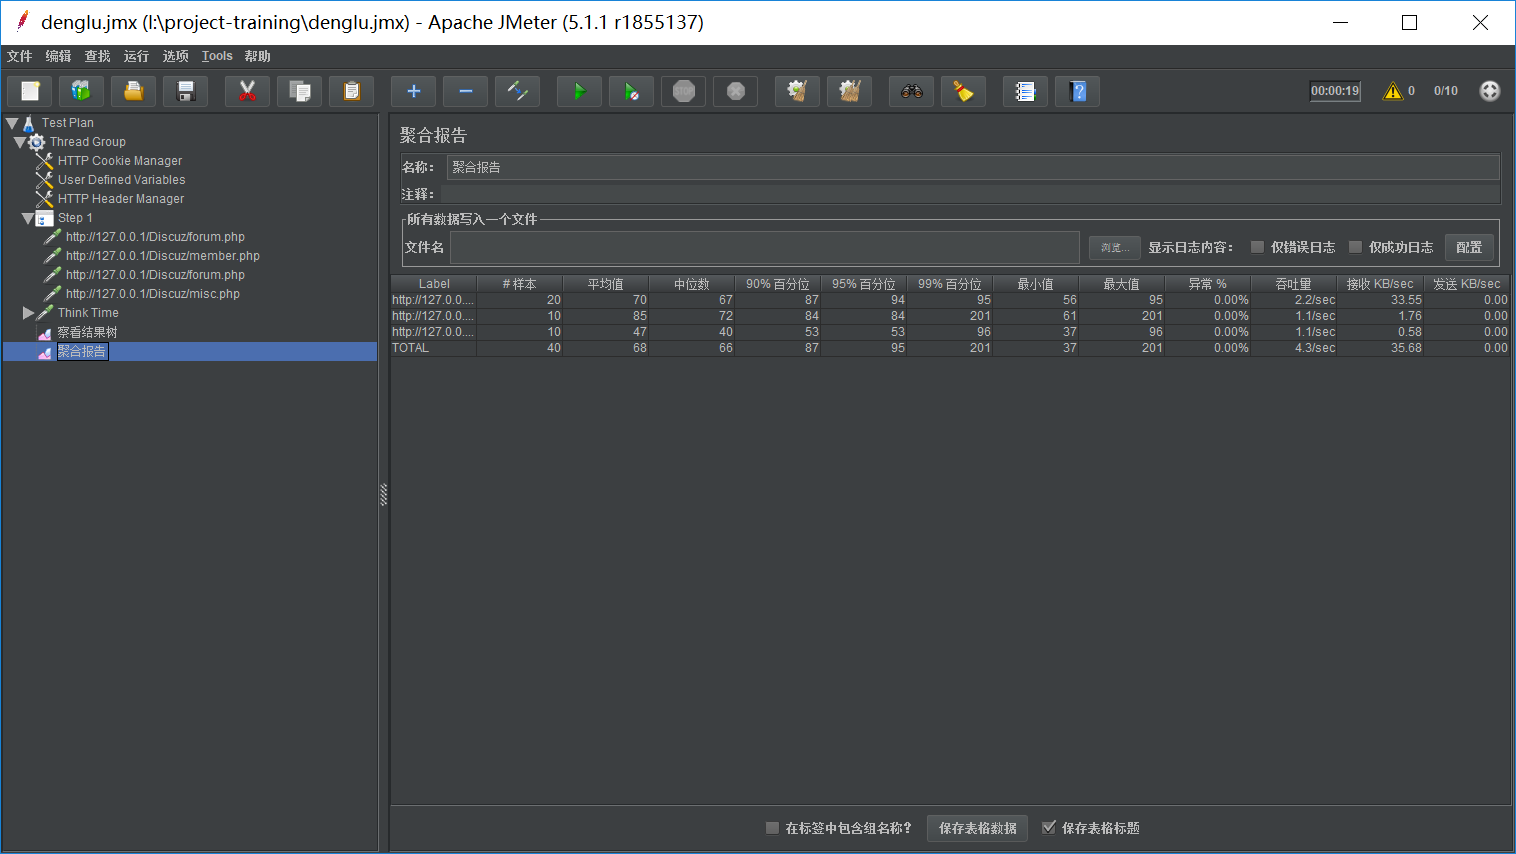 denglu.jmx (l:\project-training\denglu.jmx) - Apache JMeter (5.1.1 r1855137)
文件 编辑 查找 运行 选项 Tools 帮助
00:00:19 0 0/10
Test Plan
Thread Group
HTTP Cookie Manager
User Defined Variables
HTTP Header Manager
Step 1
http://127.0.0.1/Discuz/forum.php
http://127.0.0.1/Discuz/member.php
http://127.0.0.1/Discuz/forum.php
http://127.0.0.1/Discuz/misc.php
Think Time
察看结果树
聚合报告
聚合报告
名称： 聚合报告
注释：
所有数据写入一个文件
文件名 浏览... 显示日志内容： 仅错误日志 仅成功日志 配置
Label # 样本 平均值 中位数 90% 百分位 95% 百分位 99% 百分位 最小值 最大值 异常 % 吞吐量 接收 KB/sec 发送 KB/sec
http://127.0.0.... 20 70 67 87 94 95 56 95 0.00% 2.2/sec 33.55 0.00
http://127.0.0.... 10 85 72 84 84 201 61 201 0.00% 1.1/sec 1.76 0.00
http://127.0.0.... 10 47 40 53 53 96 37 96 0.00% 1.1/sec 0.58 0.00
TOTAL 40 68 66 87 95 201 37 201 0.00% 4.3/sec 35.68 0.00
在标签中包含组名称? 保存表格数据 保存表格标题